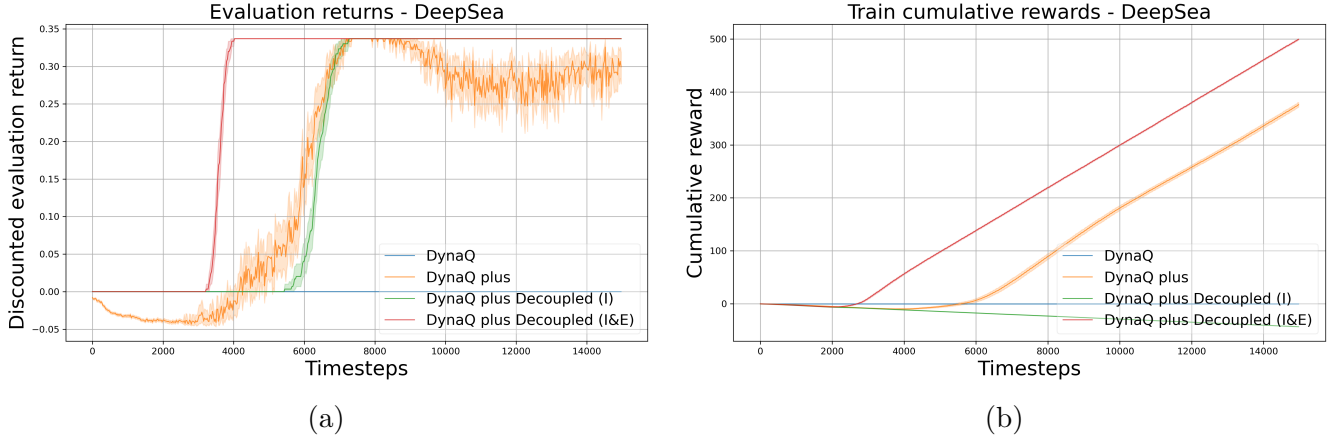 Evaluation returns - DeepSea
Discounted evaluation return
0.35
0.30
0.25
0.20
0.15
0.10
0.05
0.00
−0.05
0
2000
4000
6000
8000
10000
12000
14000
Timesteps
DynaQ
DynaQ plus
DynaQ plus Decoupled (I)
DynaQ plus Decoupled (I&E)
(a)
Train cumulative rewards - DeepSea
Cumulative reward
500
400
300
200
100
0
0
2000
4000
6000
8000
10000
12000
14000
Timesteps
DynaQ
DynaQ plus
DynaQ plus Decoupled (I)
DynaQ plus Decoupled (I&E)
(b)